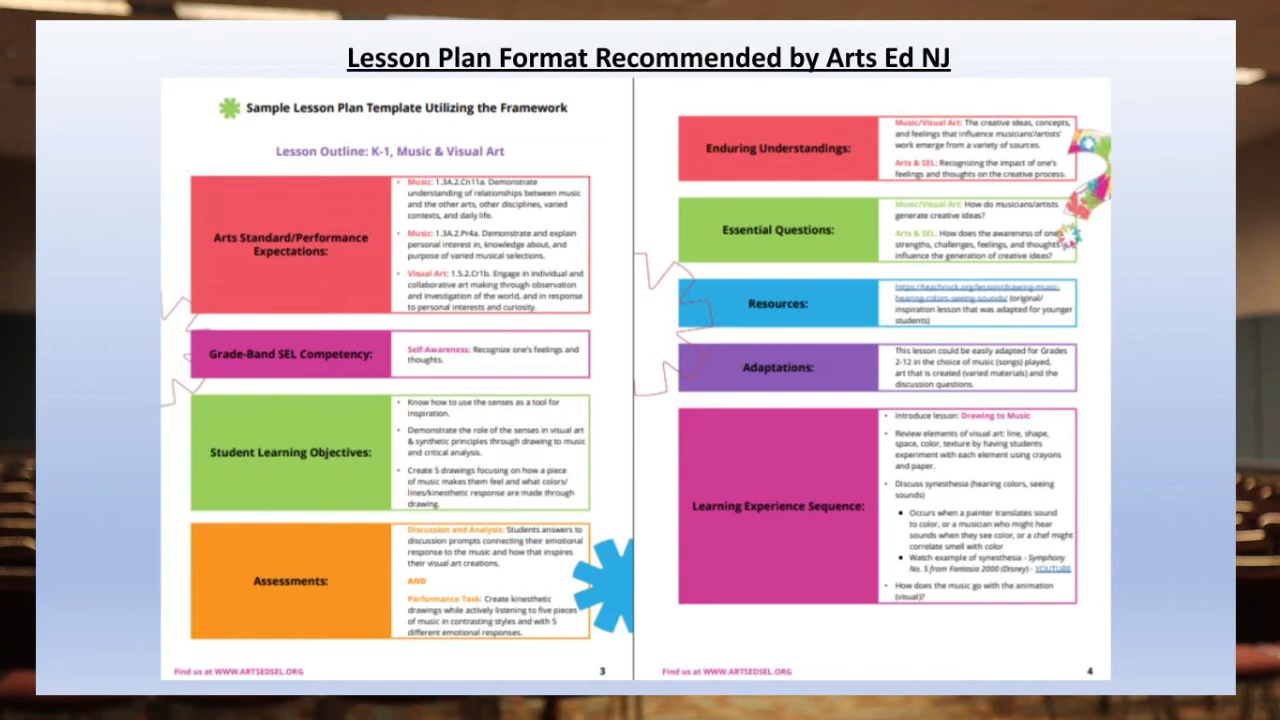 Lesson Plan Format Recommended by Arts Ed NJ
Sample Lesson Plan Template Utilizing the Framework
Lesson Outline: K-1, Music & Visual Art
Arts Standard/Performance
Expectations:
• Music: 1.3A.2.Cn11a. Demonstrate
understanding of relationships between music
and the other arts, other disciplines, varied
contexts, and daily life.
• Music: 1.3A.2.Pr4a. Demonstrate and explain
personal interest in, knowledge about, and
purpose of varied musical selections.
• Visual Art: 1.5.2.Cr1b. Engage in individual and
collaborative art making through observation
and investigation of the world, and in response
to personal interests and curiosity.
Grade-Band SEL Competency:
Self-Awareness: Recognize one's feelings and
thoughts.
Student Learning Objectives:
• Know how to use the senses as a tool for
inspiration.
• Demonstrate the role of the senses in visual art
& synthetic principles through drawing to music
and critical analysis.
• Create 5 drawings focusing on how a piece
of music makes them feel and what colors/
lines/kinesthetic response are made through
drawing.
Assessments:
Discussion and Analysis: Students answers to
discussion prompts connecting their emotional
response to the music and how that inspires
their visual art creations.
AND
Performance Task: Create kinesthetic
drawings while actively listening to five pieces
of music in contrasting styles and with 5
different emotional responses.
Find us at WWW.ARTSEDSEL.ORG
3
Enduring Understandings:
Music/Visual Art: The creative ideas, concepts,
and feelings that influence musicians'/artists'
work emerge from a variety of sources.
Arts & SEL: Recognizing the impact of one's
feelings and thoughts on the creative process.
Essential Questions:
Music/Visual Art: How do musicians/artists
generate creative ideas?
Arts & SEL: How does the awareness of one's
strengths, challenges, feelings, and thoughts
influence the generation of creative ideas?
Resources:
https://teachrock.org/lesson/drawing-music-
hearing-colors-seeing-sounds/ (original/
inspiration lesson that was adapted for younger
students)
Adaptations:
This lesson could be easily adapted for Grades
2-12 in the choice of music (songs) played,
art that is created (varied materials) and the
discussion questions.
Learning Experience Sequence:
• Introduce lesson: Drawing to Music
• Review elements of visual art: line, shape,
space, color, texture by having students
experiment with each element using crayons
and paper.
• Discuss synesthesia (hearing colors, seeing
sounds)
▪ Occurs when a painter translates sound
to color, or a musician who might hear
sounds when they see color, or a chef might
correlate smell with color
▪ Watch example of synesthesia - Symphony
No. 5 from Fantasia 2000 (Disney) - YOUTUBE
• How does the music go with the animation
(visual)?
Find us at WWW.ARTSEDSEL.ORG
4